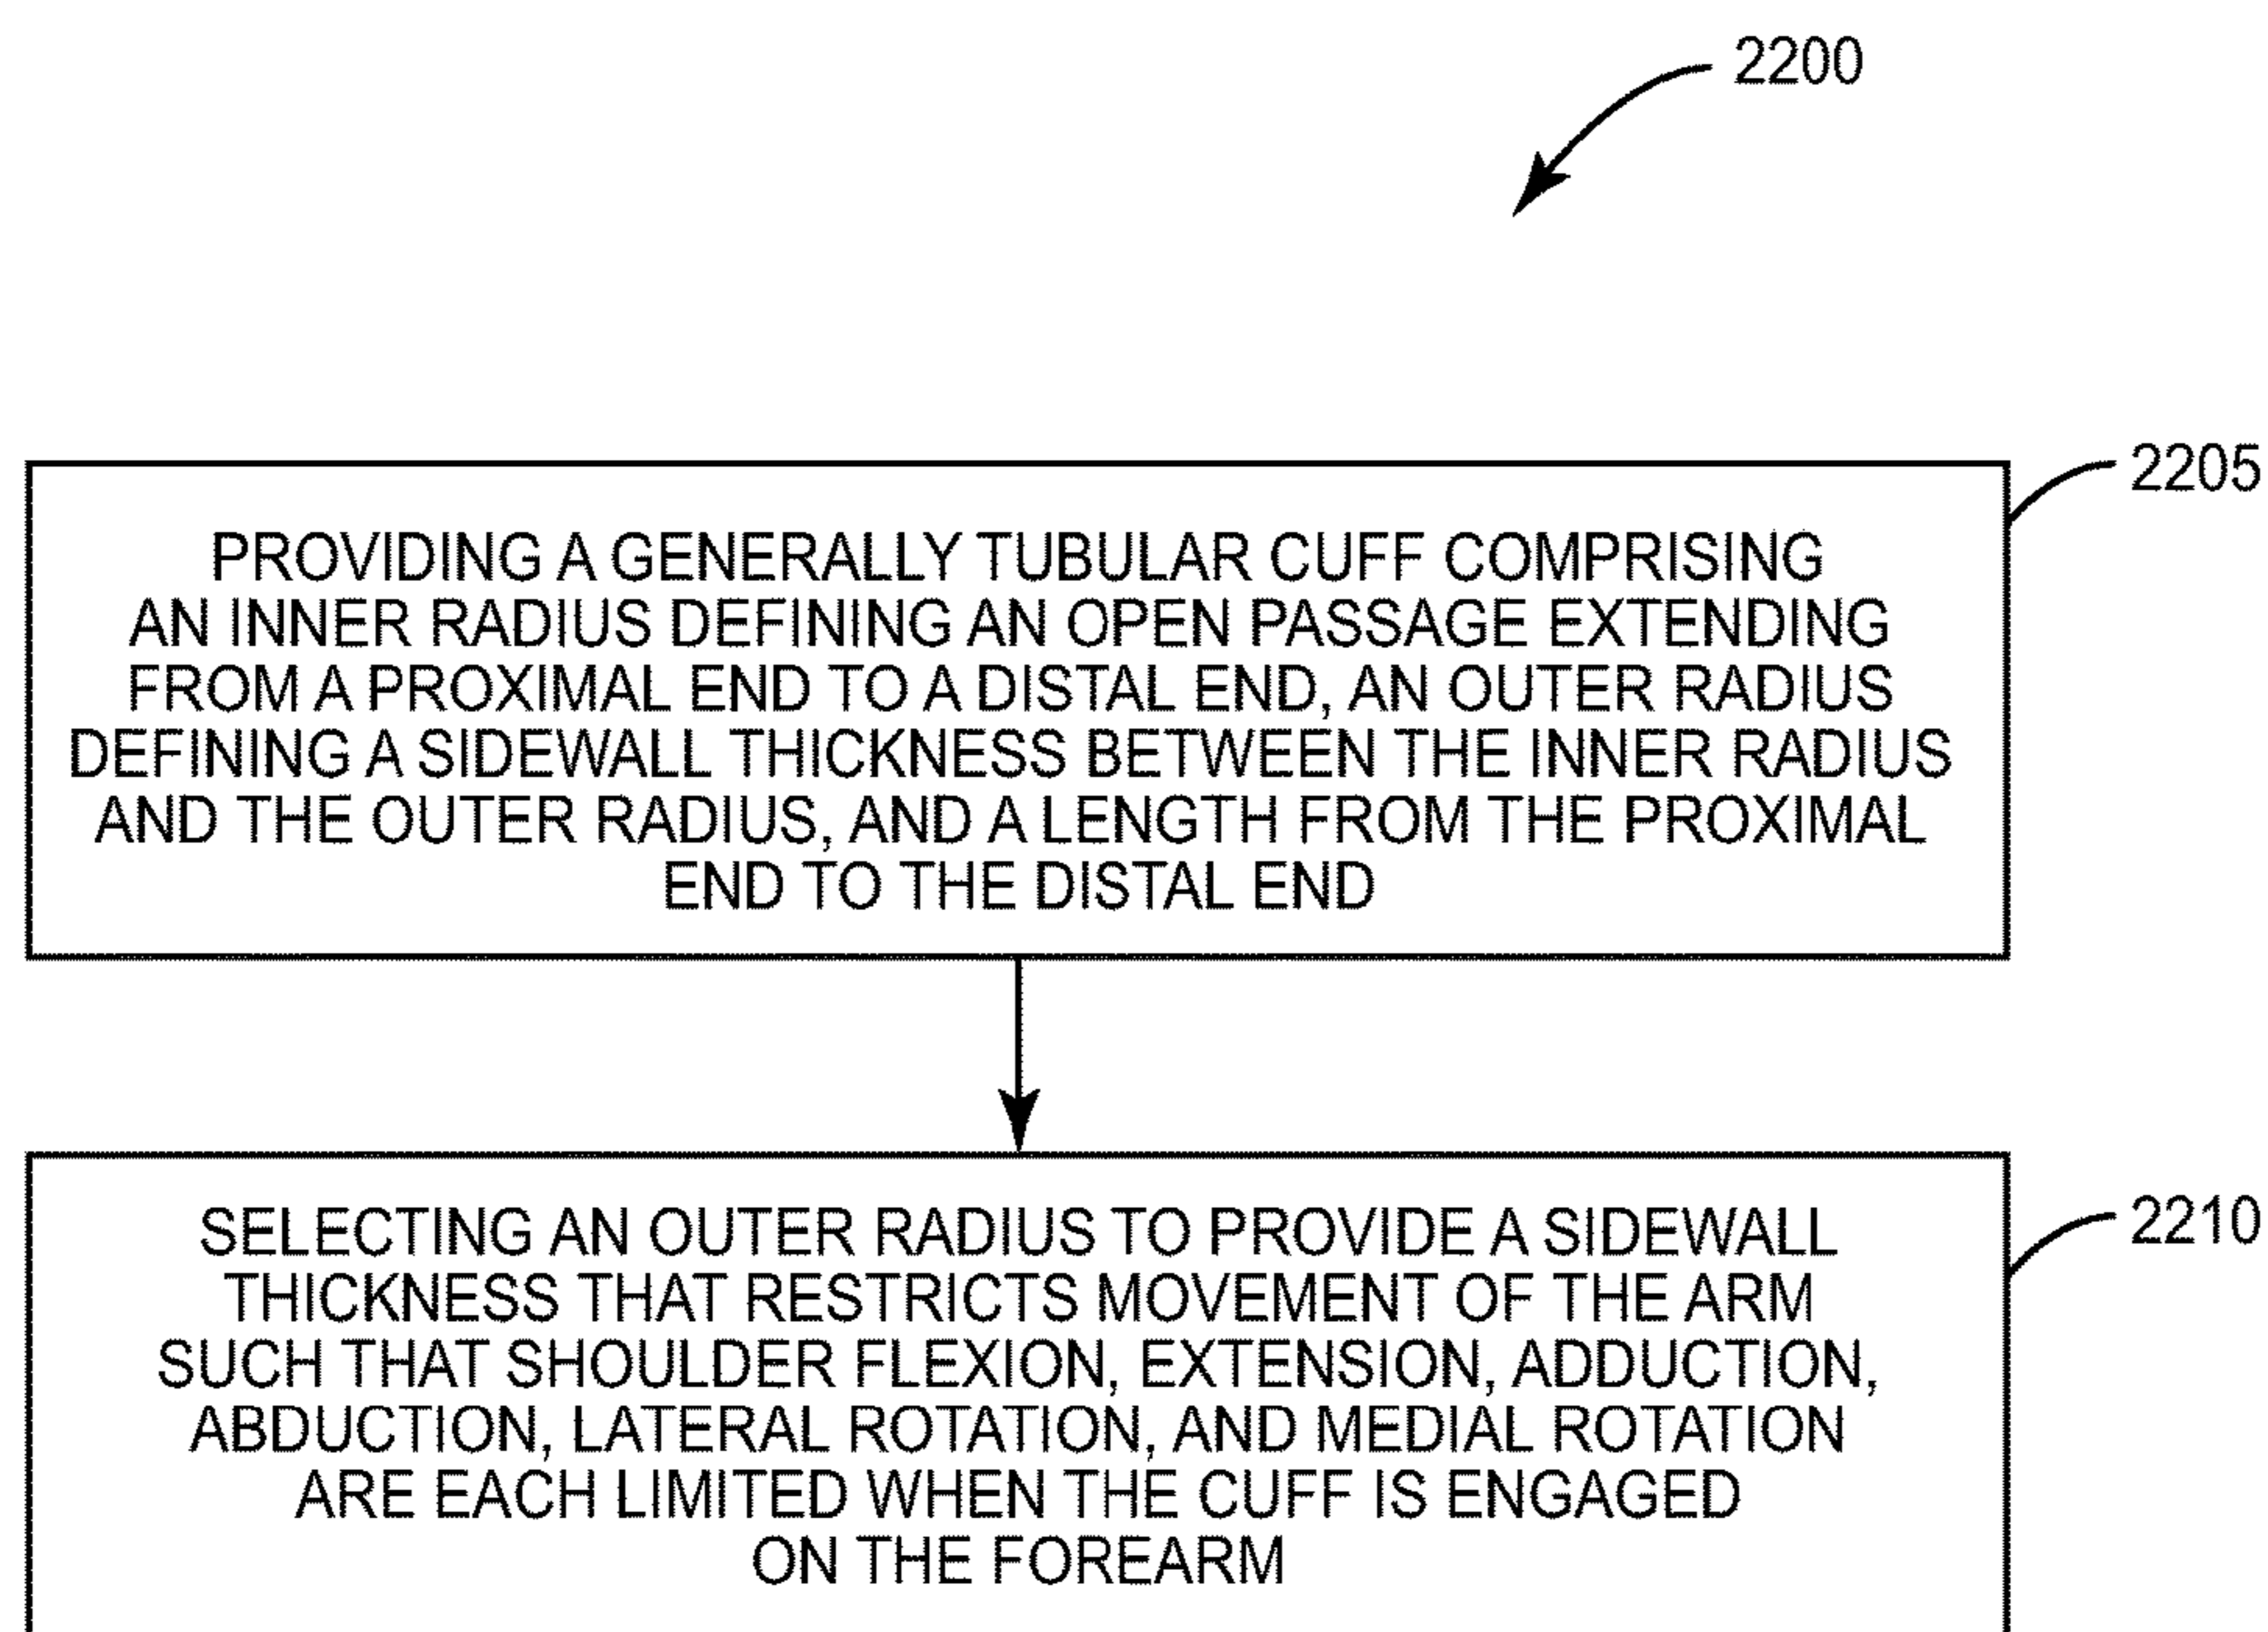 2200
2205
PROVIDING A GENERALLY TUBULAR CUFF COMPRISING
AN INNER RADIUS DEFINING AN OPEN PASSAGE EXTENDING
FROM A PROXIMAL END TO A DISTAL END, AN OUTER RADIUS
DEFINING A SIDEWALL THICKNESS BETWEEN THE INNER RADIUS
AND THE OUTER RADIUS, AND A LENGTH FROM THE PROXIMAL
END TO THE DISTAL END
2210
SELECTING AN OUTER RADIUS TO PROVIDE A SIDEWALL
THICKNESS THAT RESTRICTS MOVEMENT OF THE ARM
SUCH THAT SHOULDER FLEXION, EXTENSION, ADDUCTION,
ABDUCTION, LATERAL ROTATION, AND MEDIAL ROTATION
ARE EACH LIMITED WHEN THE CUFF IS ENGAGED
ON THE FOREARM